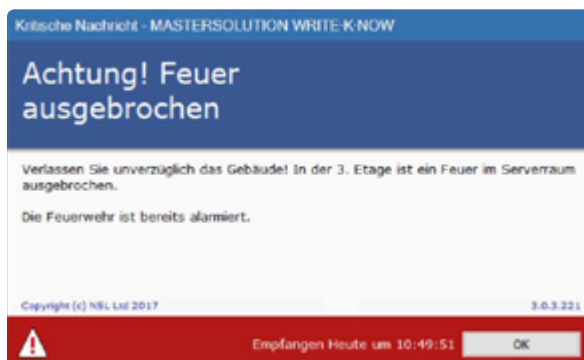 Kritische Nachricht - MASTERSOLUTION WRITE-K-NOW
Achtung! Feuer
ausgebrochen
Verlassen Sie unverzüglich das Gebäude! In der 3. Etage ist ein Feuer im Serverraum
ausgebrochen.
Die Feuerwehr ist bereits alarmiert.
Copyright (c) NSL Ltd 2017 3.0.3.221
Empfangen Heute um 10:49:51 OK